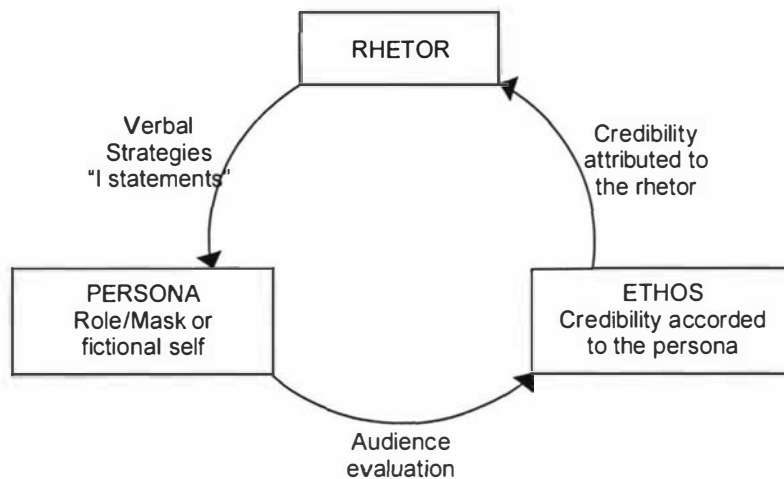 RHETOR
Verbal
Strategies
“I statements”
Credibility
attributed to
the rhetor
PERSONA
Role/Mask or
fictional self
ETHOS
Credibility accorded
to the persona
Audience
evaluation